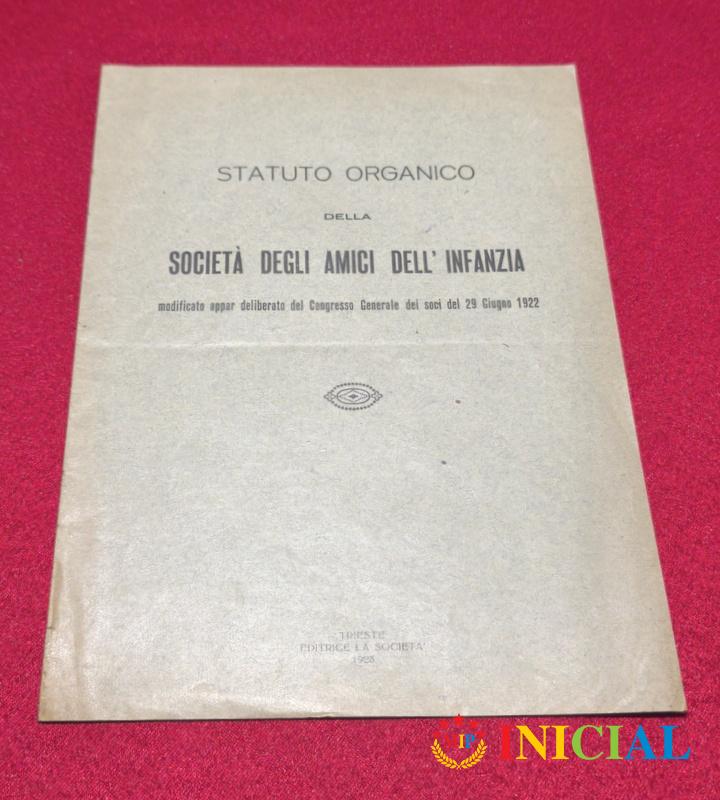 STATUTO ORGANICO
DELLA
SOCIETÀ DEGLI AMICI DELL' INFANZIA
modificato appar deliberato del Congresso Generale dei soci del 29 Giugno 1922
TRIESTE
EDITRICE LA SOCIETA'
IP INICIAL